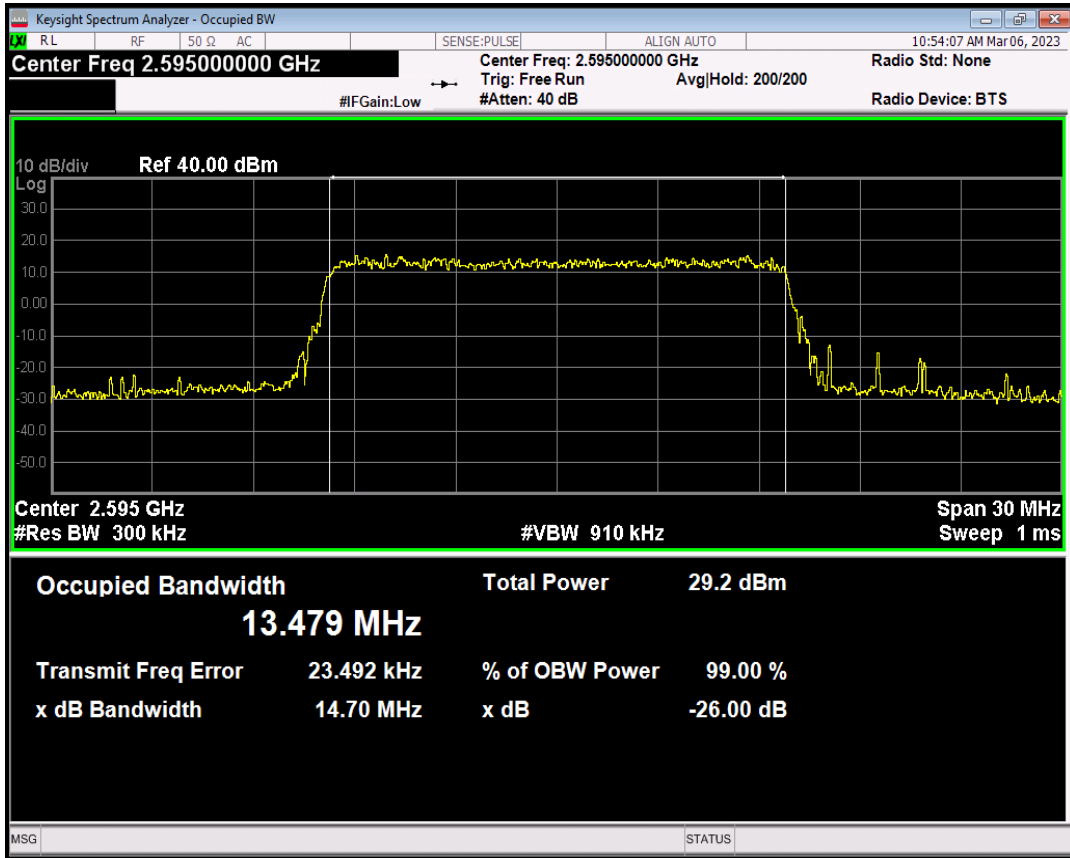 Keysight Spectrum Analyzer - Occupied BW
LXI RL RF 50 Ω AC SENSE:PULSE ALIGN AUTO 10:54:07 AM Mar 06, 2023
Center Freq 2.595000000 GHz Center Freq: 2.595000000 GHz Radio Std: None
Trig: Free Run Avg|Hold: 200/200
#IFGain:Low #Atten: 40 dB Radio Device: BTS
10 dB/div Ref 40.00 dBm
Log
30.0
20.0
10.0
0.00
-10.0
-20.0
-30.0
-40.0
-50.0
Center 2.595 GHz Span 30 MHz
#Res BW 300 kHz #VBW 910 kHz Sweep 1 ms
Occupied Bandwidth Total Power 29.2 dBm
13.479 MHz
Transmit Freq Error 23.492 kHz % of OBW Power 99.00 %
x dB Bandwidth 14.70 MHz x dB -26.00 dB
MSG STATUS